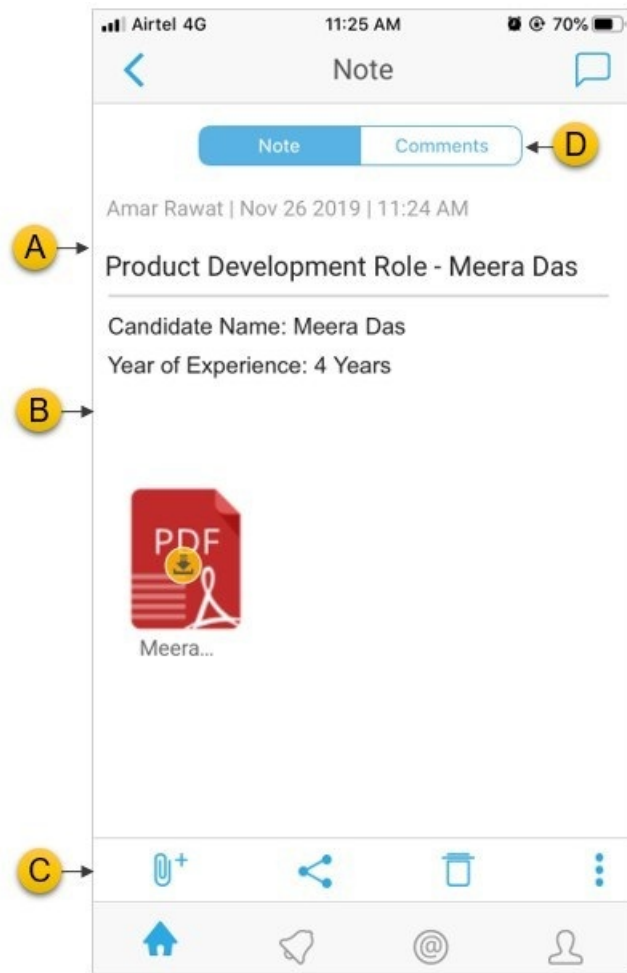 Airtel 4G 11:25 AM 70%
Note
Note Comments
D
Amar Rawat | Nov 26 2019 | 11:24 AM
A
Product Development Role - Meera Das
Candidate Name: Meera Das
Year of Experience: 4 Years
B
PDF
Meera...
C
@